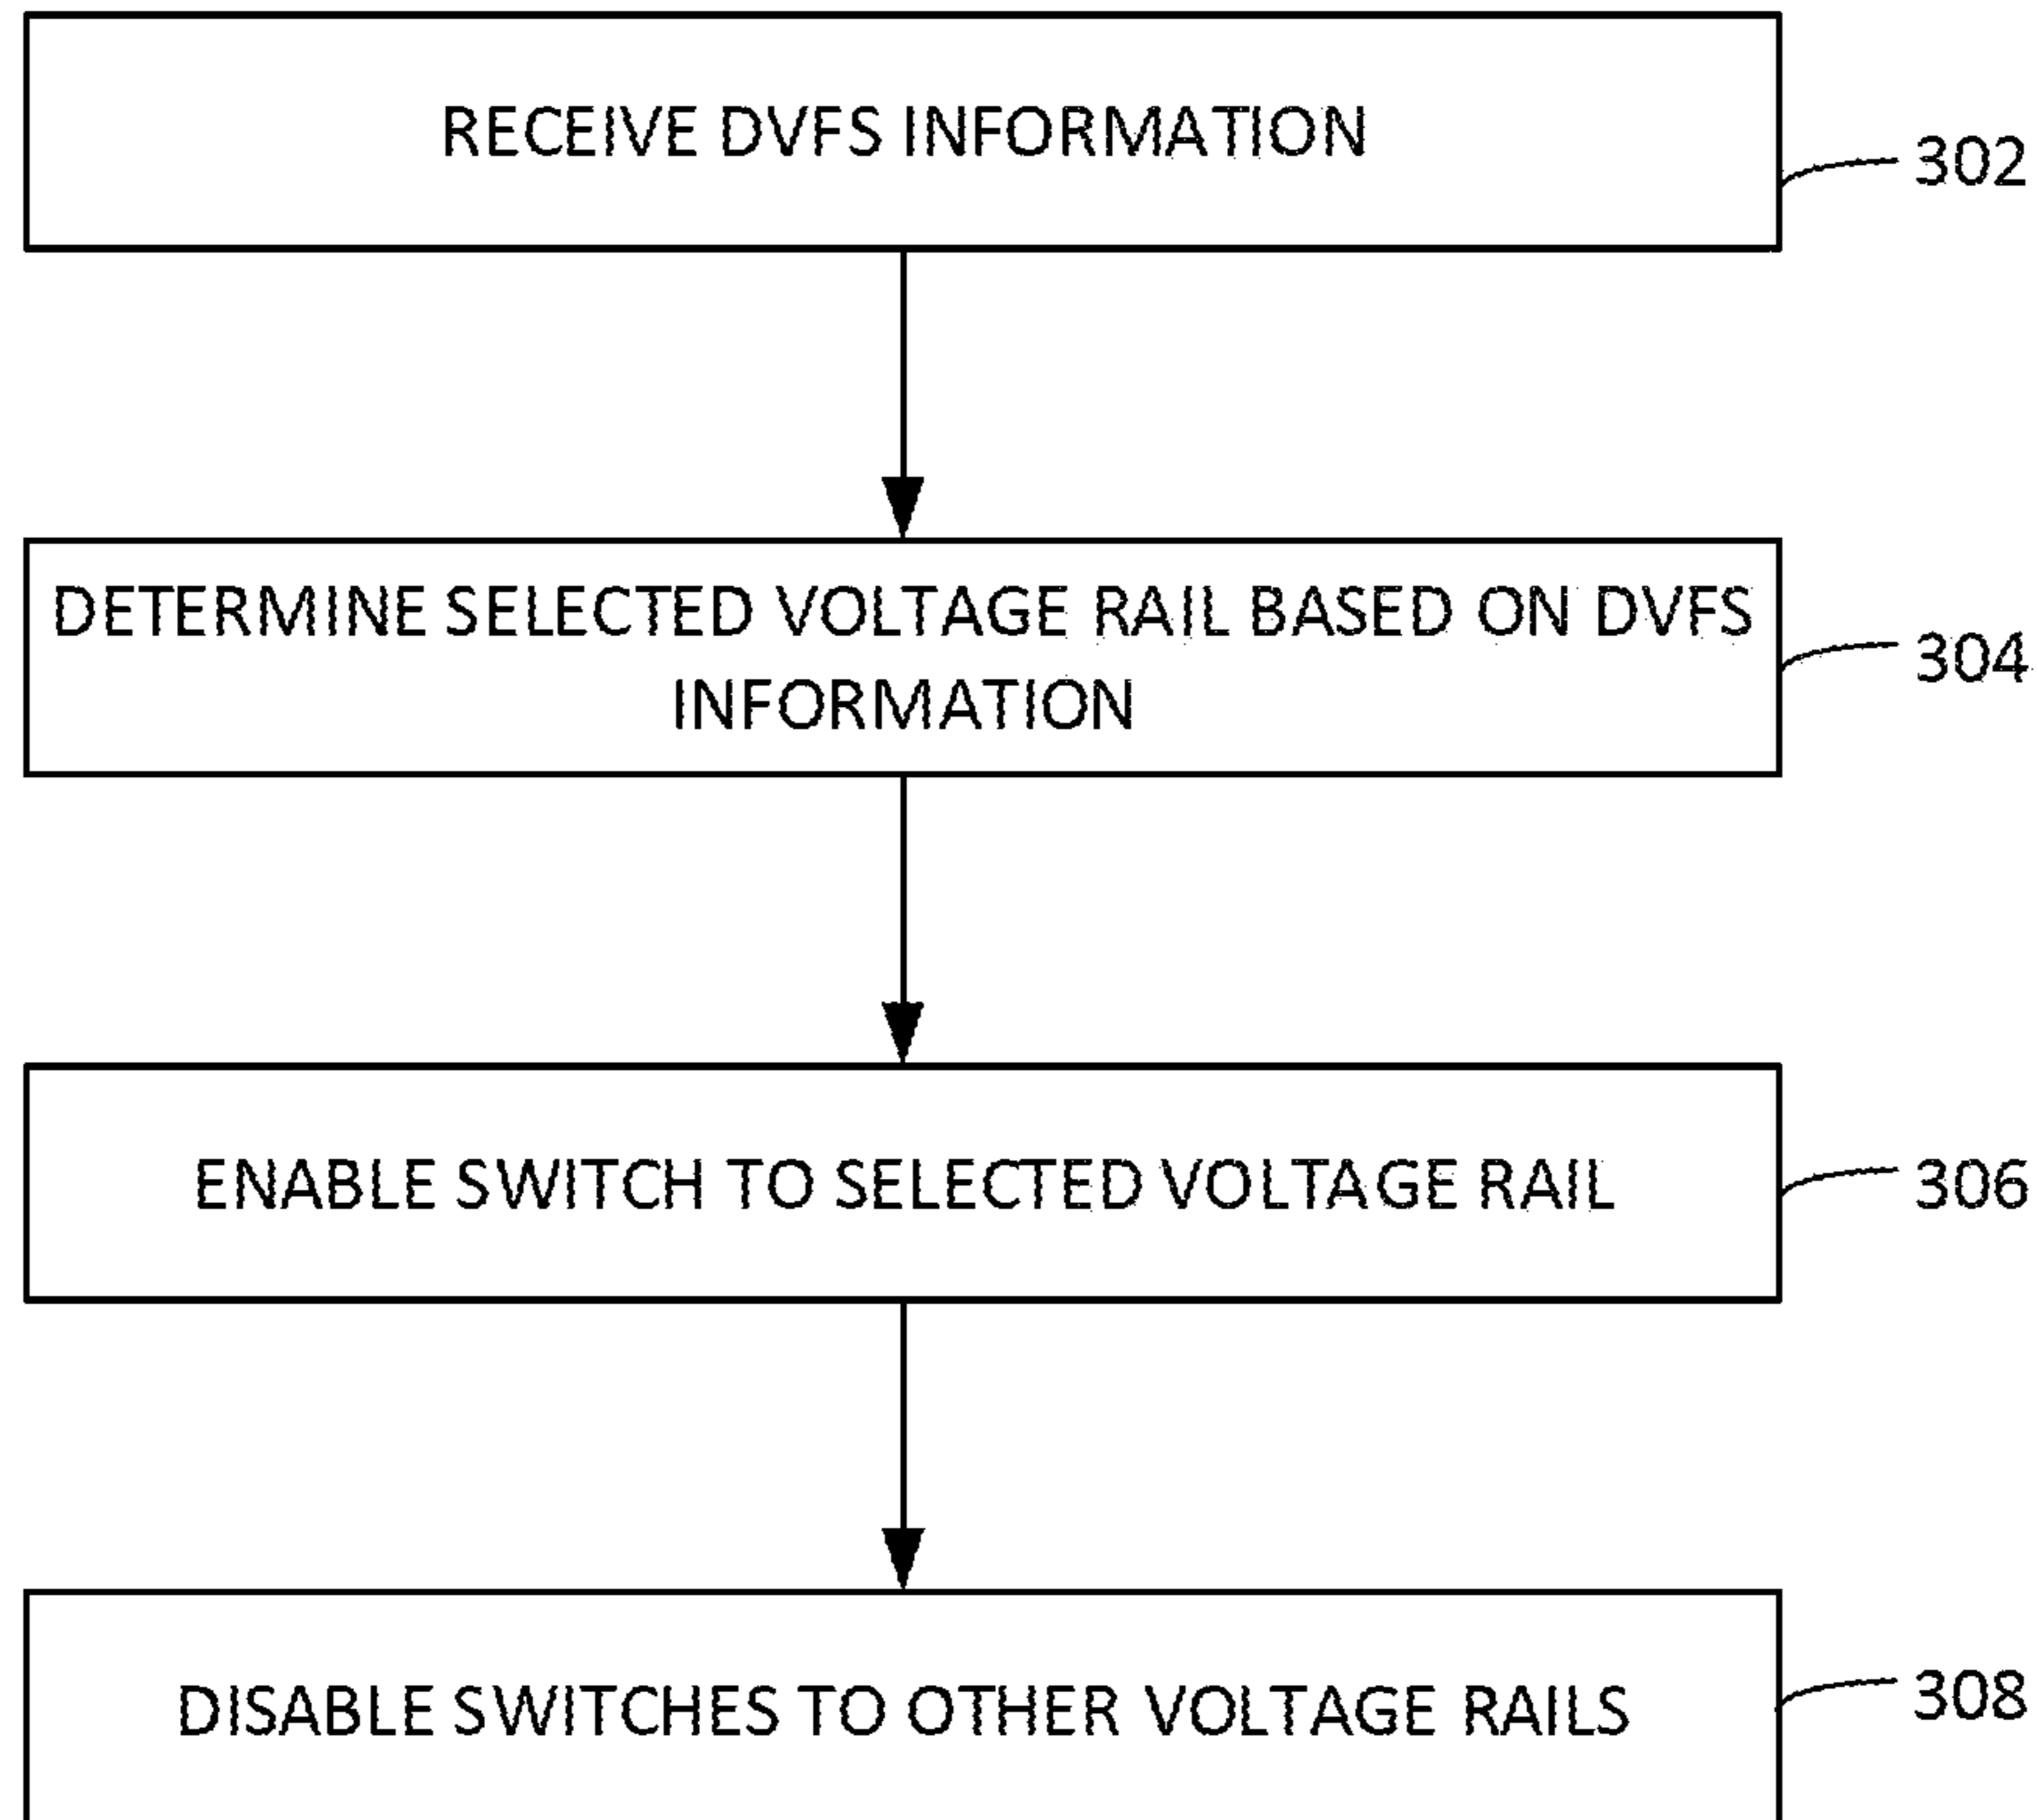 RECEIVE DVFS INFORMATION
302
DETERMINE SELECTED VOLTAGE RAIL BASED ON DVFS
INFORMATION
304
ENABLE SWITCH TO SELECTED VOLTAGE RAIL
306
DISABLE SWITCHES TO OTHER VOLTAGE RAILS
308